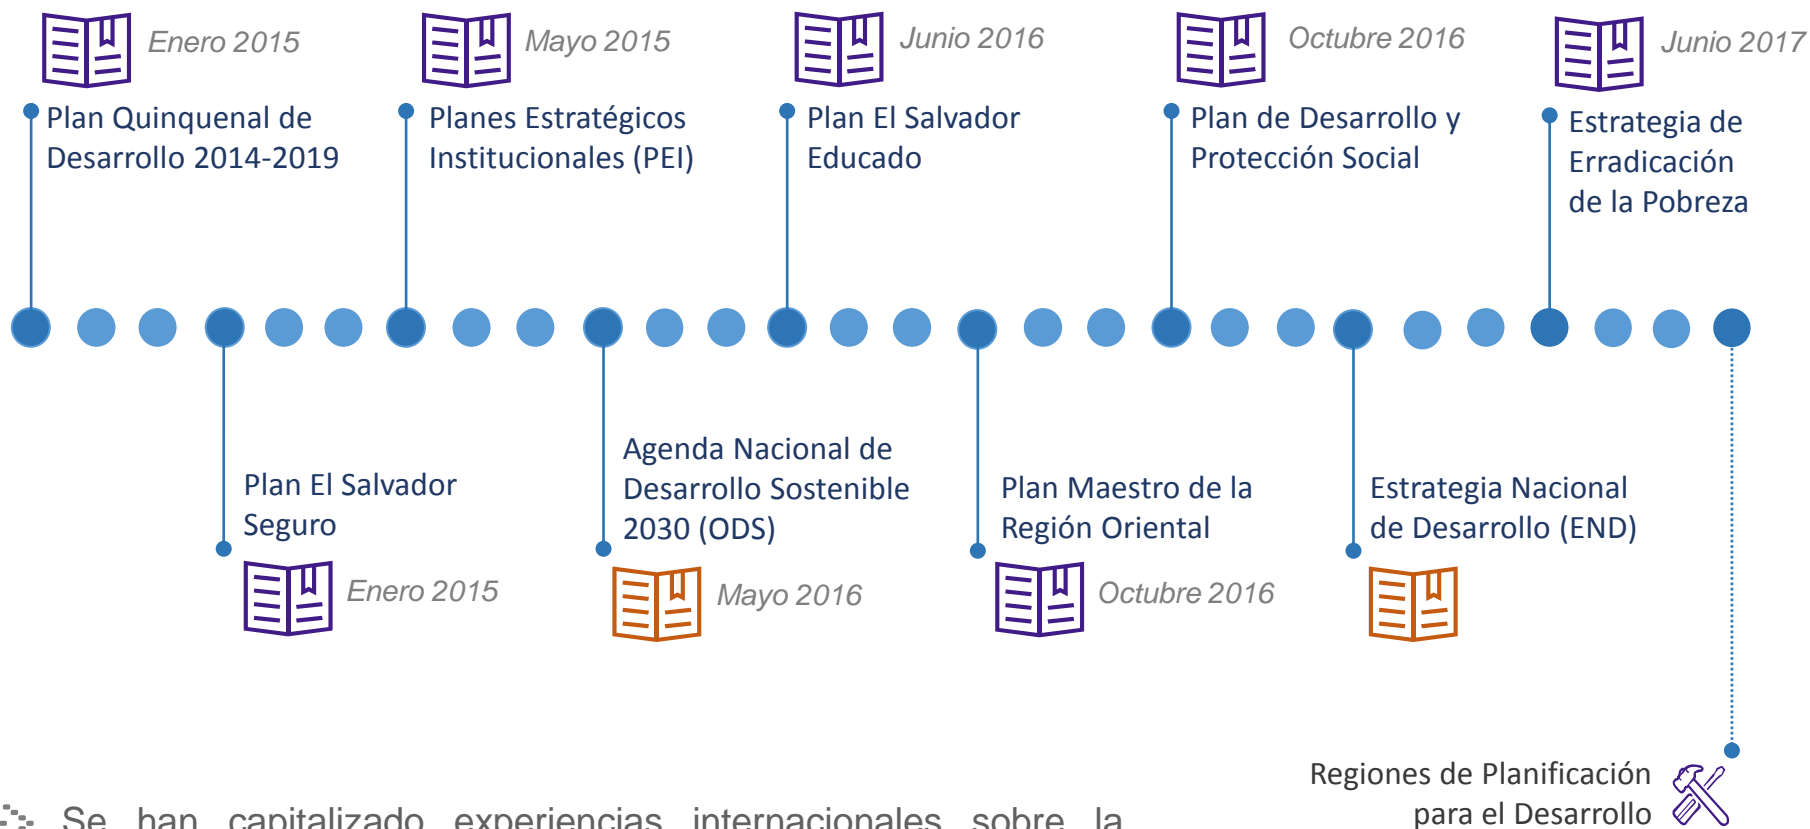 Enero 2015
Plan Quinquenal de
Desarrollo 2014-2019
Mayo 2015
Planes Estratégicos
Institucionales (PEI)
Junio 2016
Plan El Salvador
Educado
Octubre 2016
Plan de Desarrollo y
Protección Social
Junio 2017
Estrategia de
Erradicación
de la Pobreza
Plan El Salvador
Seguro
Enero 2015
Agenda Nacional de
Desarrollo Sostenible
2030 (ODS)
Mayo 2016
Plan Maestro de la
Región Oriental
Octubre 2016
Estrategia Nacional
de Desarrollo (END)
Regiones de Planificación
para el Desarrollo
Se han capitalizado experiencias internacionales sobre la